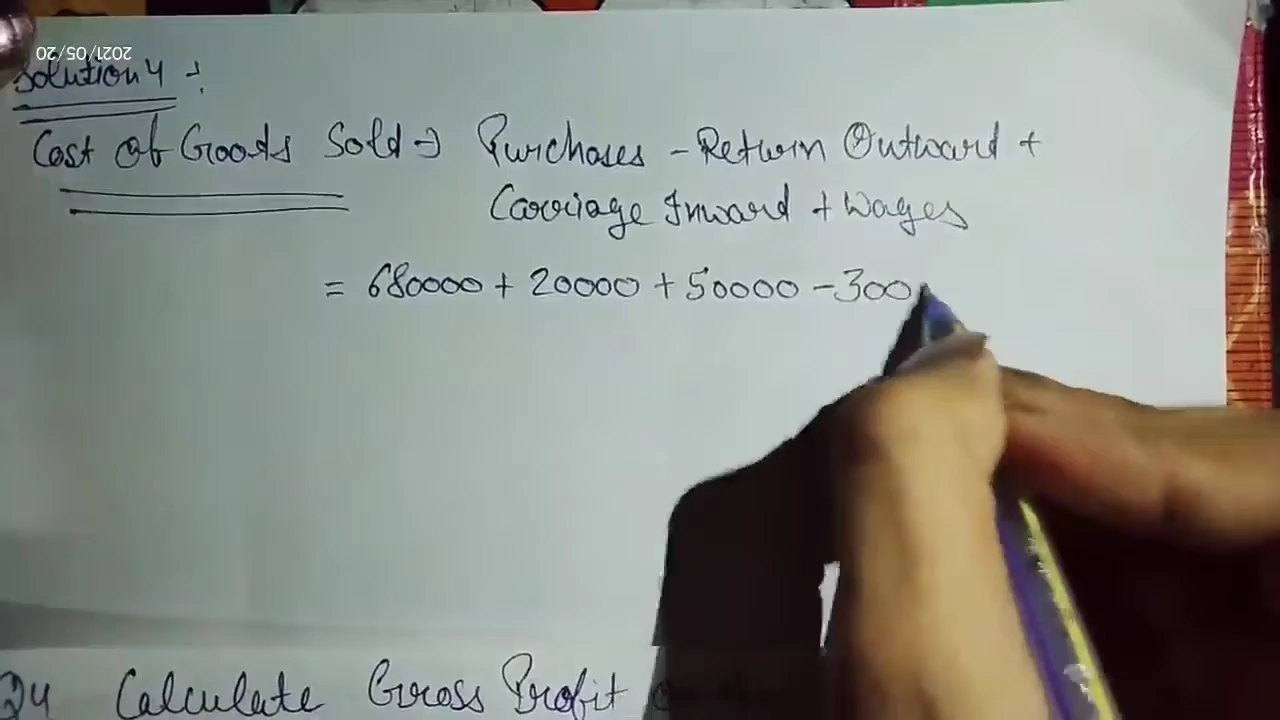 2021/05/20
Solution 4 :
Cost Of Goods Sold → Purchases - Return Outward +
Carriage Inward + Wages
= 680000 + 20000 + 50000 - 300
Q4 Calculate Gross Profit